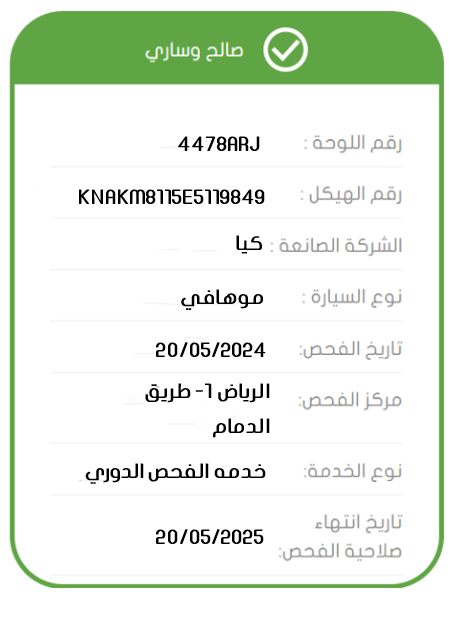 صالح وساري
رقم اللوحة : 4478ARJ
رقم الهيكل : KNAKM8115E5119849
الشركة الصانعة : كيا
نوع السيارة : موهافي
تاريخ الفحص: 20/05/2024
مركز الفحص: الرياض 1- طريق
الدمام
نوع الخدمة: خدمه الفحص الدوري
تاريخ انتهاء
صلاحية الفحص: 20/05/2025